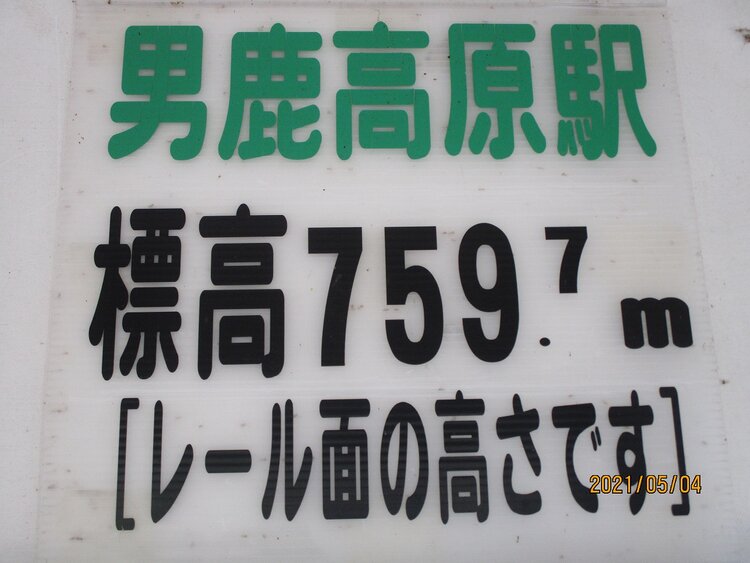 男鹿高原駅
標高759.7m
[レール面の高さです]
2021/05/04